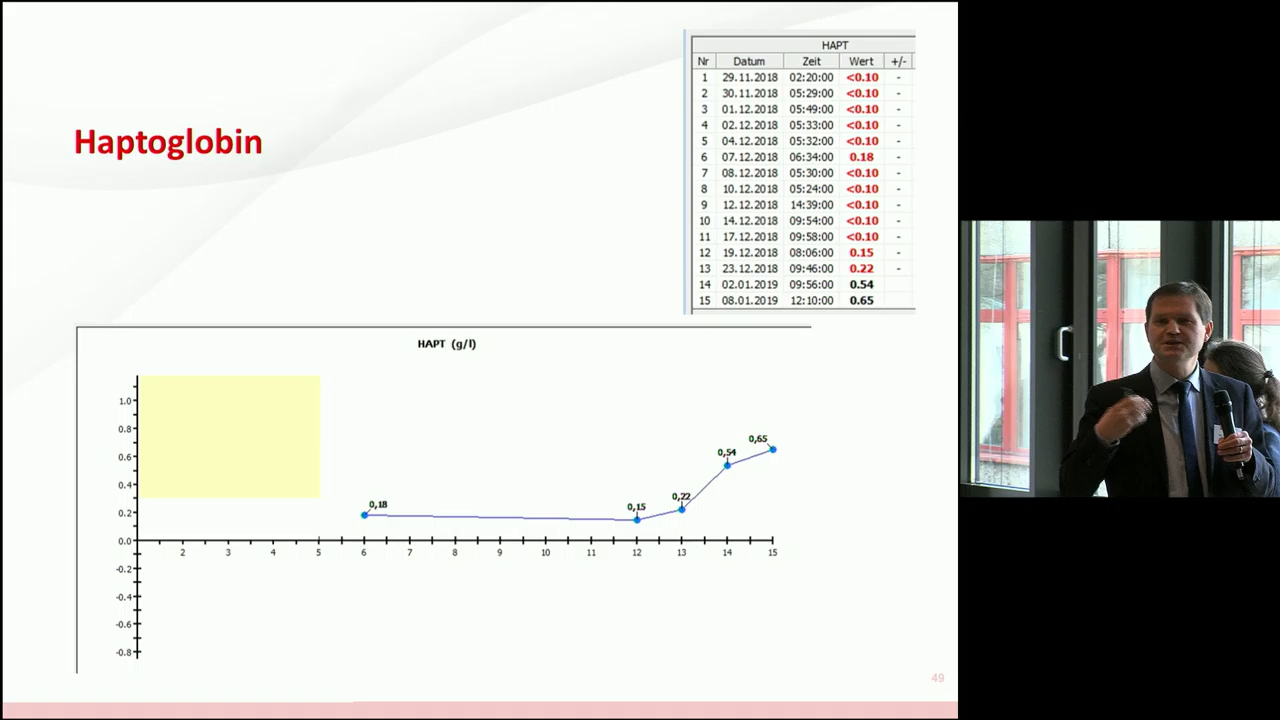 Haptoglobin
HAPT
Nr Datum Zeit Wert +/-
1 29.11.2018 02:20:00 <0.10 -
2 30.11.2018 05:29:00 <0.10 -
3 01.12.2018 05:49:00 <0.10 -
4 02.12.2018 05:33:00 <0.10 -
5 04.12.2018 05:32:00 <0.10 -
6 07.12.2018 06:34:00 0.18 -
7 08.12.2018 05:30:00 <0.10 -
8 10.12.2018 05:24:00 <0.10 -
9 12.12.2018 14:39:00 <0.10 -
10 14.12.2018 09:54:00 <0.10 -
11 17.12.2018 09:58:00 <0.10 -
12 19.12.2018 08:06:00 0.15 -
13 23.12.2018 09:46:00 0.22 -
14 02.01.2019 09:56:00 0.54
15 08.01.2019 12:10:00 0.65
HAPT (g/l)
1.0
0.8
0.6
0.4
0.2
0.0
-0.2
-0.4
-0.6
-0.8
0,18
0,15
0,22
0,54
0,65
2 3 4 5 6 7 8 9 10 11 12 13 14 15
49